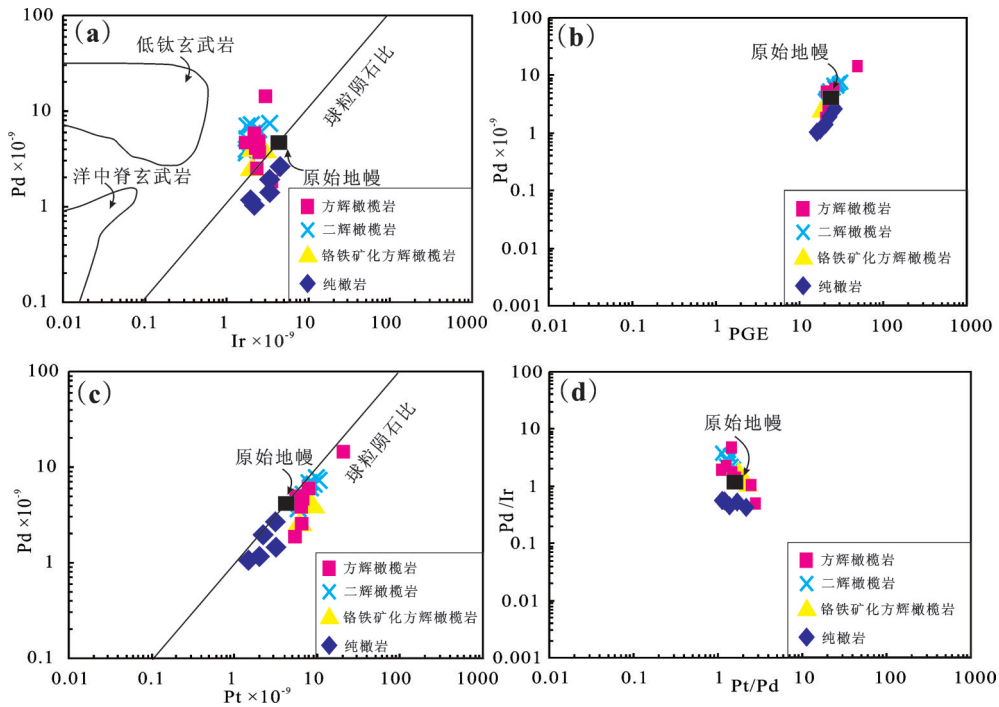 (a)
100
10
1
0.1
Pd ×10⁻⁹
低钛玄武岩
洋中脊玄武岩
球粒陨石比
原始地幔
方辉橄榄岩
二辉橄榄岩
铬铁矿化方辉橄榄岩
纯橄岩
0.01 0.1 1 10 100 1000
Ir ×10⁻⁹
(b)
100
10
1
0.1
0.01
0.001
Pd ×10⁻⁹
原始地幔
方辉橄榄岩
二辉橄榄岩
铬铁矿化方辉橄榄岩
纯橄岩
0.01 0.1 1 10 100 1000
PGE
(c)
100
10
1
0.1
Pd ×10⁻⁹
原始地幔
球粒陨石比
方辉橄榄岩
二辉橄榄岩
铬铁矿化方辉橄榄岩
纯橄岩
0.01 0.1 1 10 100 1000
Pt ×10⁻⁹
(d)
100
10
1
0.1
0.01
0.001
Pd/Ir
原始地幔
方辉橄榄岩
二辉橄榄岩
铬铁矿化方辉橄榄岩
纯橄岩
0.01 0.1 1 10 100 1000
Pt/Pd